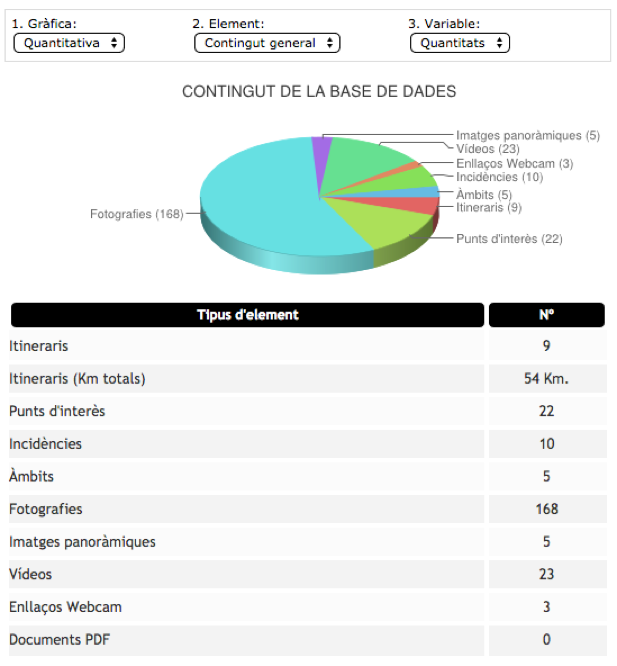 1. Gràfica: 2. Element: 3. Variable:
Quantitativa Contingut general Quantitats
CONTINGUT DE LA BASE DE DADES
Imatges panoràmiques (5)
Vídeos (23)
Enllaços Webcam (3)
Incidències (10)
Àmbits (5)
Itineraris (9)
Fotografies (168)
Punts d'interès (22)
Tipus d'element Nº
Itineraris 9
Itineraris (Km totals) 54 Km.
Punts d'interès 22
Incidències 10
Àmbits 5
Fotografies 168
Imatges panoràmiques 5
Vídeos 23
Enllaços Webcam 3
Documents PDF 0